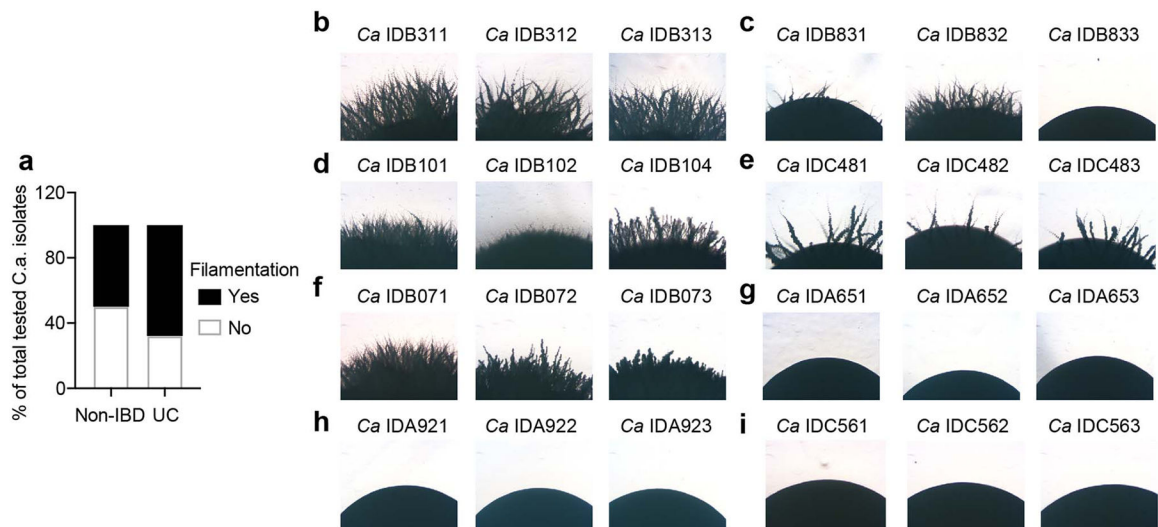 a
% of total tested C.a. isolates
120
80
40
0
Non-IBD UC
Filamentation
Yes
No
b
Ca IDB311 Ca IDB312 Ca IDB313
c
Ca IDB831 Ca IDB832 Ca IDB833
d
Ca IDB101 Ca IDB102 Ca IDB104
e
Ca IDC481 Ca IDC482 Ca IDC483
f
Ca IDB071 Ca IDB072 Ca IDB073
g
Ca IDA651 Ca IDA652 Ca IDA653
h
Ca IDA921 Ca IDA922 Ca IDA923
i
Ca IDC561 Ca IDC562 Ca IDC563